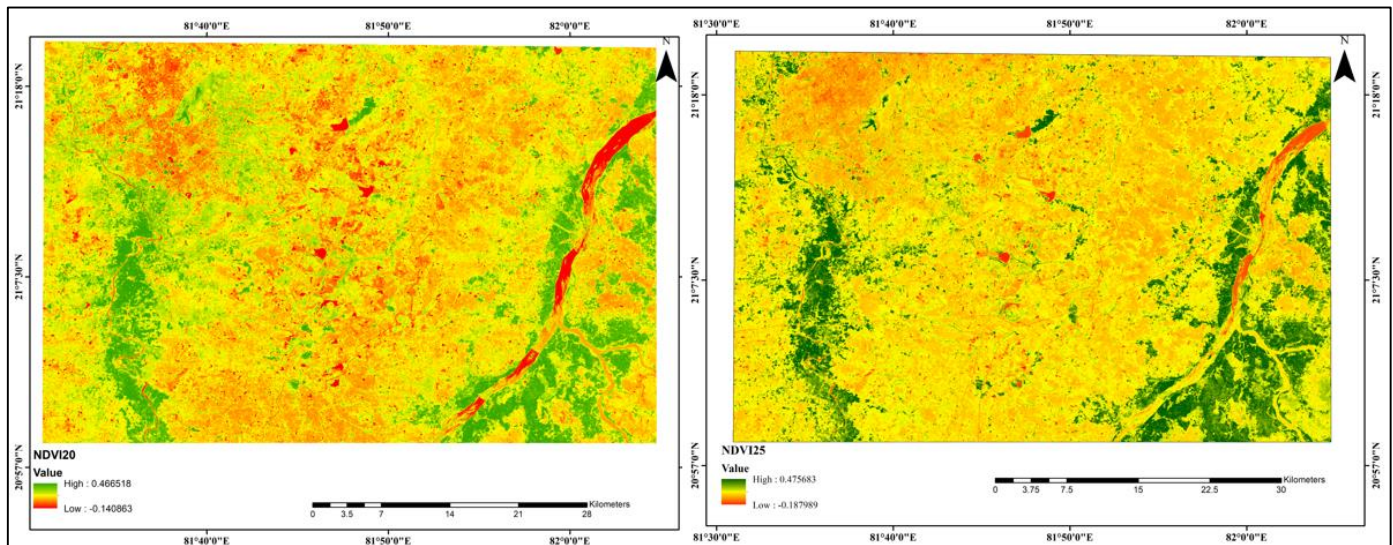 81°40'0"E 81°50'0"E 82°0'0"E
N
21°18'0"N
21°7'30"N
20°57'0"N
NDVI20
Value
High : 0.466518
Low : -0.140863
Kilometers
0 3.5 7 14 21 28
81°40'0"E 81°50'0"E 82°0'0"E
81°30'0"E 81°40'0"E 81°50'0"E 82°0'0"E
N
21°18'0"N
21°7'30"N
20°57'0"N
NDVI25
Value
High : 0.475683
Low : -0.187989
Kilometers
0 3.75 7.5 15 22.5 30
81°30'0"E 81°40'0"E 81°50'0"E 82°0'0"E